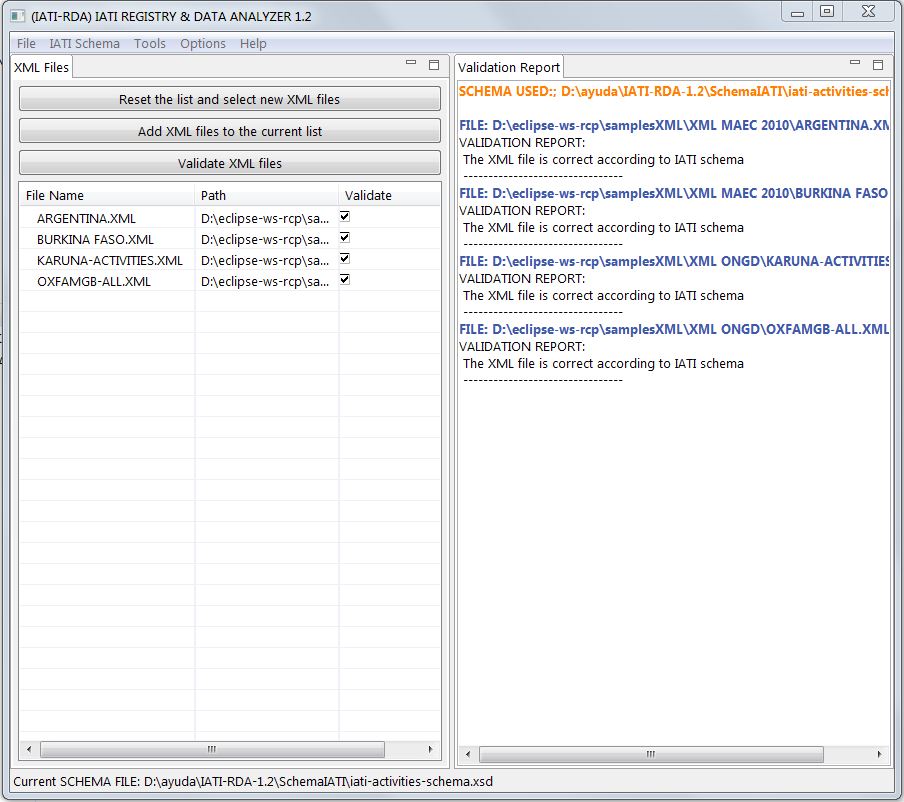 (IATI-RDA) IATI REGISTRY & DATA ANALYZER 1.2
File IATI Schema Tools Options Help
XML Files
Reset the list and select new XML files
Add XML files to the current list
Validate XML files
File Name Path Validate
ARGENTINA.XML D:\eclipse-ws-rcp\sa...
BURKINA FASO.XML D:\eclipse-ws-rcp\sa...
KARUNA-ACTIVITIES.XML D:\eclipse-ws-rcp\sa...
OXFAMGB-ALL.XML D:\eclipse-ws-rcp\sa...
Validation Report
SCHEMA USED:; D:\ayuda\IATI-RDA-1.2\SchemaIATI\iati-activities-sch
FILE: D:\eclipse-ws-rcp\samplesXML\XML MAEC 2010\ARGENTINA.XM
VALIDATION REPORT:
The XML file is correct according to IATI schema
--------------------------------
FILE: D:\eclipse-ws-rcp\samplesXML\XML MAEC 2010\BURKINA FASO
VALIDATION REPORT:
The XML file is correct according to IATI schema
--------------------------------
FILE: D:\eclipse-ws-rcp\samplesXML\XML ONGD\KARUNA-ACTIVITIES
VALIDATION REPORT:
The XML file is correct according to IATI schema
--------------------------------
FILE: D:\eclipse-ws-rcp\samplesXML\XML ONGD\OXFAMGB-ALL.XML
VALIDATION REPORT:
The XML file is correct according to IATI schema
--------------------------------
Current SCHEMA FILE: D:\ayuda\IATI-RDA-1.2\SchemaIATI\iati-activities-schema.xsd